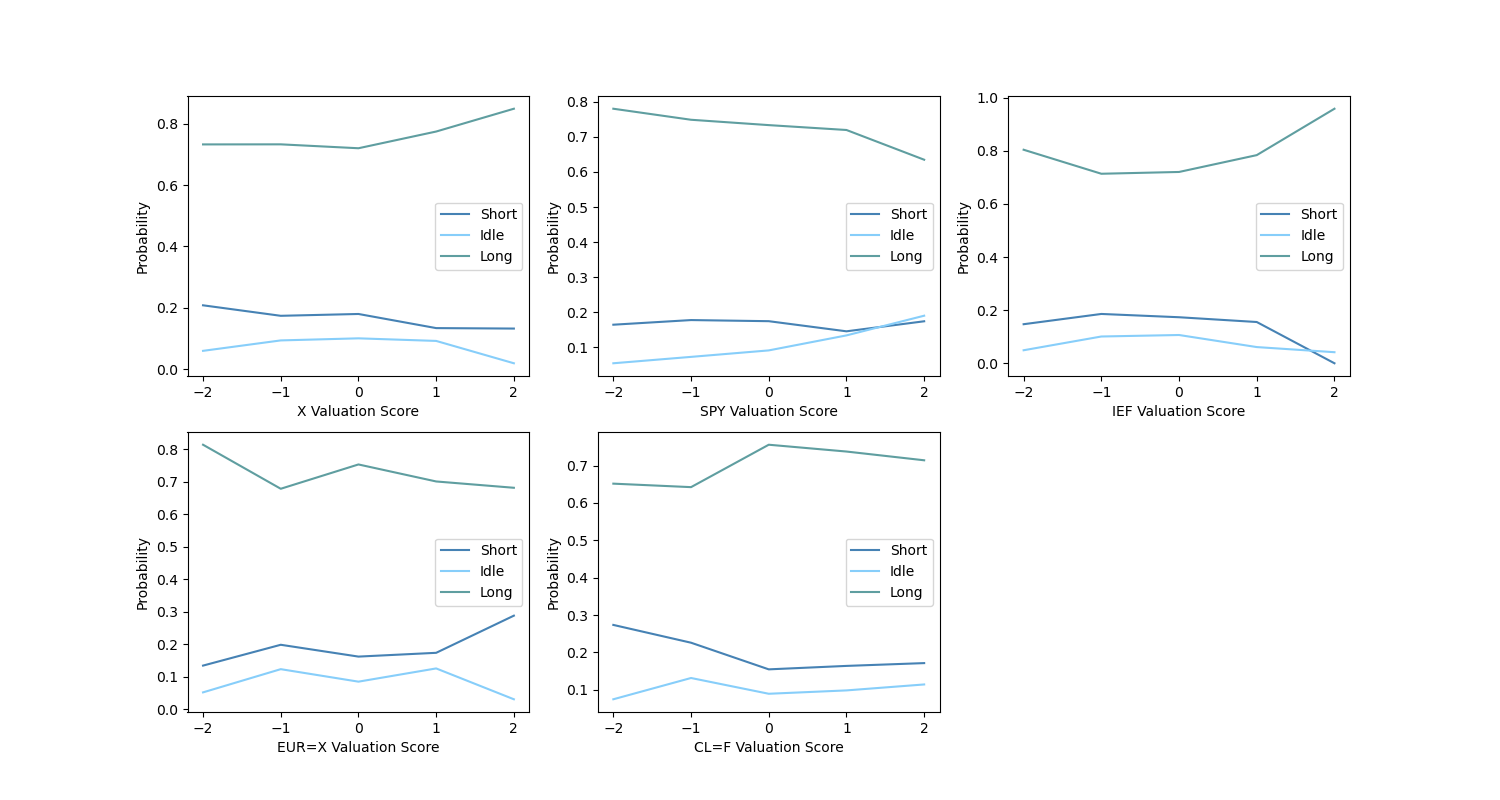 Probability
0.8
0.6
0.4
0.2
0.0
Short
Idle
Long
−2 −1 0 1 2
X Valuation Score
Probability
0.8
0.7
0.6
0.5
0.4
0.3
0.2
0.1
Short
Idle
Long
−2 −1 0 1 2
SPY Valuation Score
Probability
1.0
0.8
0.6
0.4
0.2
0.0
Short
Idle
Long
−2 −1 0 1 2
IEF Valuation Score
Probability
0.8
0.7
0.6
0.5
0.4
0.3
0.2
0.1
0.0
Short
Idle
Long
−2 −1 0 1 2
EUR=X Valuation Score
Probability
0.7
0.6
0.5
0.4
0.3
0.2
0.1
Short
Idle
Long
−2 −1 0 1 2
CL=F Valuation Score